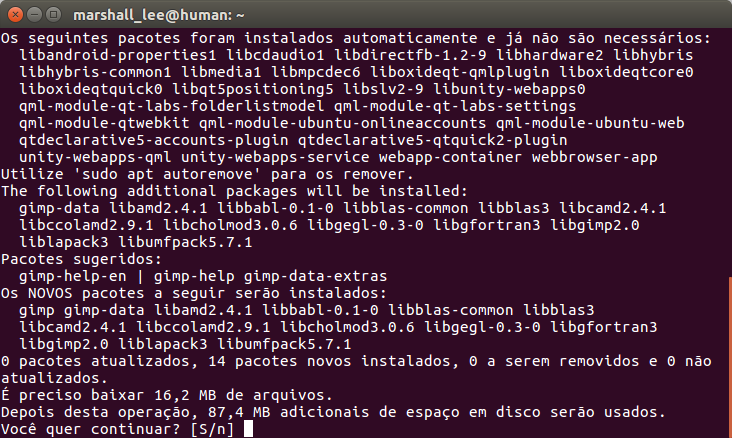 marshall_lee@human: ~
Os seguintes pacotes foram instalados automaticamente e já não são necessários:
libandroid-properties1 libcdaudio1 libdirectfb-1.2-9 libhardware2 libhybris
libhybris-common1 libmedia1 libmpcdec6 liboxideqt-qmlplugin liboxideqtcore0
liboxideqtquick0 libqt5positioning5 libslv2-9 libunity-webapps0
qml-module-qt-labs-folderlistmodel qml-module-qt-labs-settings
qml-module-qtwebkit qml-module-ubuntu-onlineaccounts qml-module-ubuntu-web
qtdeclarative5-accounts-plugin qtdeclarative5-qtquick2-plugin
unity-webapps-qml unity-webapps-service webapp-container webbrowser-app
Utilize 'sudo apt autoremove' para os remover.
The following additional packages will be installed:
gimp-data libamd2.4.1 libbabl-0.1-0 libblas-common libblas3 libcamd2.4.1
libccolamd2.9.1 libcholmod3.0.6 libgegl-0.3-0 libgfortran3 libgimp2.0
liblapack3 libumfpack5.7.1
Pacotes sugeridos:
gimp-help-en | gimp-help gimp-data-extras
Os NOVOS pacotes a seguir serão instalados:
gimp gimp-data libamd2.4.1 libbabl-0.1-0 libblas-common libblas3
libcamd2.4.1 libccolamd2.9.1 libcholmod3.0.6 libgegl-0.3-0 libgfortran3
libgimp2.0 liblapack3 libumfpack5.7.1
0 pacotes atualizados, 14 pacotes novos instalados, 0 a serem removidos e 0 não
atualizados.
É preciso baixar 16,2 MB de arquivos.
Depois desta operação, 87,4 MB adicionais de espaço em disco serão usados.
Você quer continuar? [S/n]